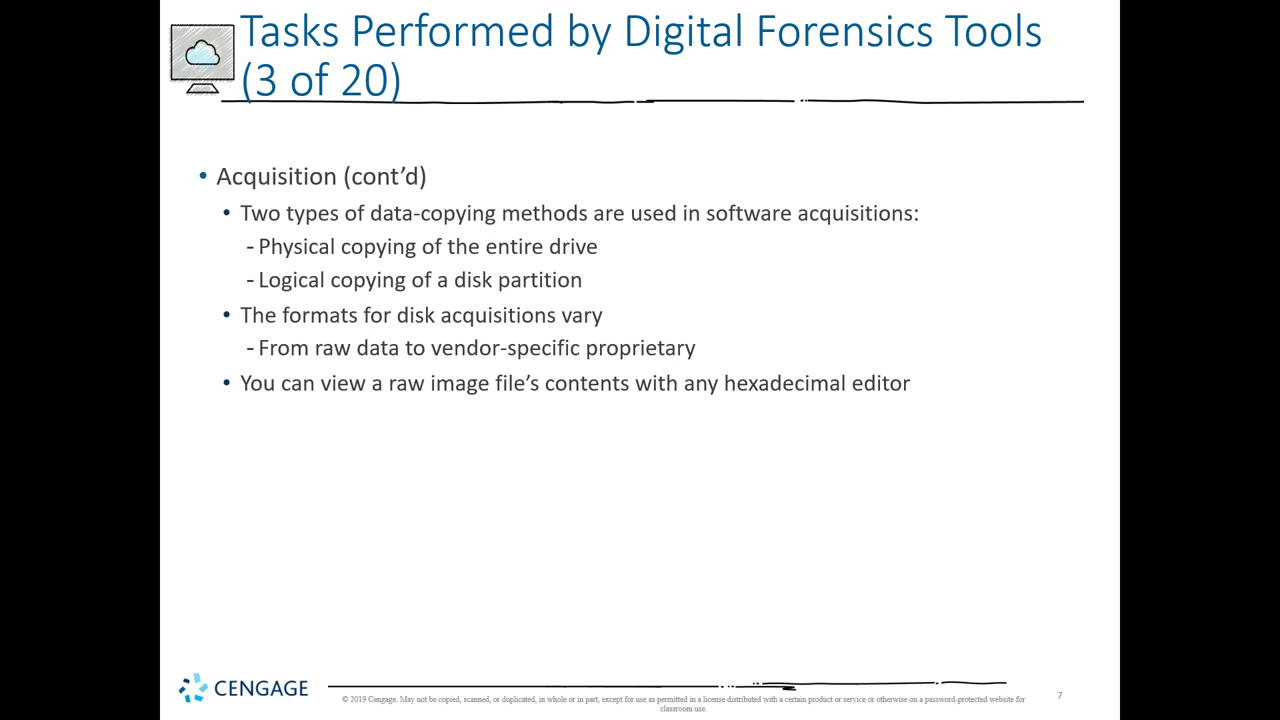 Tasks Performed by Digital Forensics Tools
(3 of 20)
• Acquisition (cont’d)
• Two types of data-copying methods are used in software acquisitions:
- Physical copying of the entire drive
- Logical copying of a disk partition
• The formats for disk acquisitions vary
- From raw data to vendor-specific proprietary
• You can view a raw image file’s contents with any hexadecimal editor
CENGAGE
© 2019 Cengage. May not be copied, scanned, or duplicated, in whole or in part, except for use as permitted in a license distributed with a certain product or service or otherwise on a password-protected website for
classroom use.
7